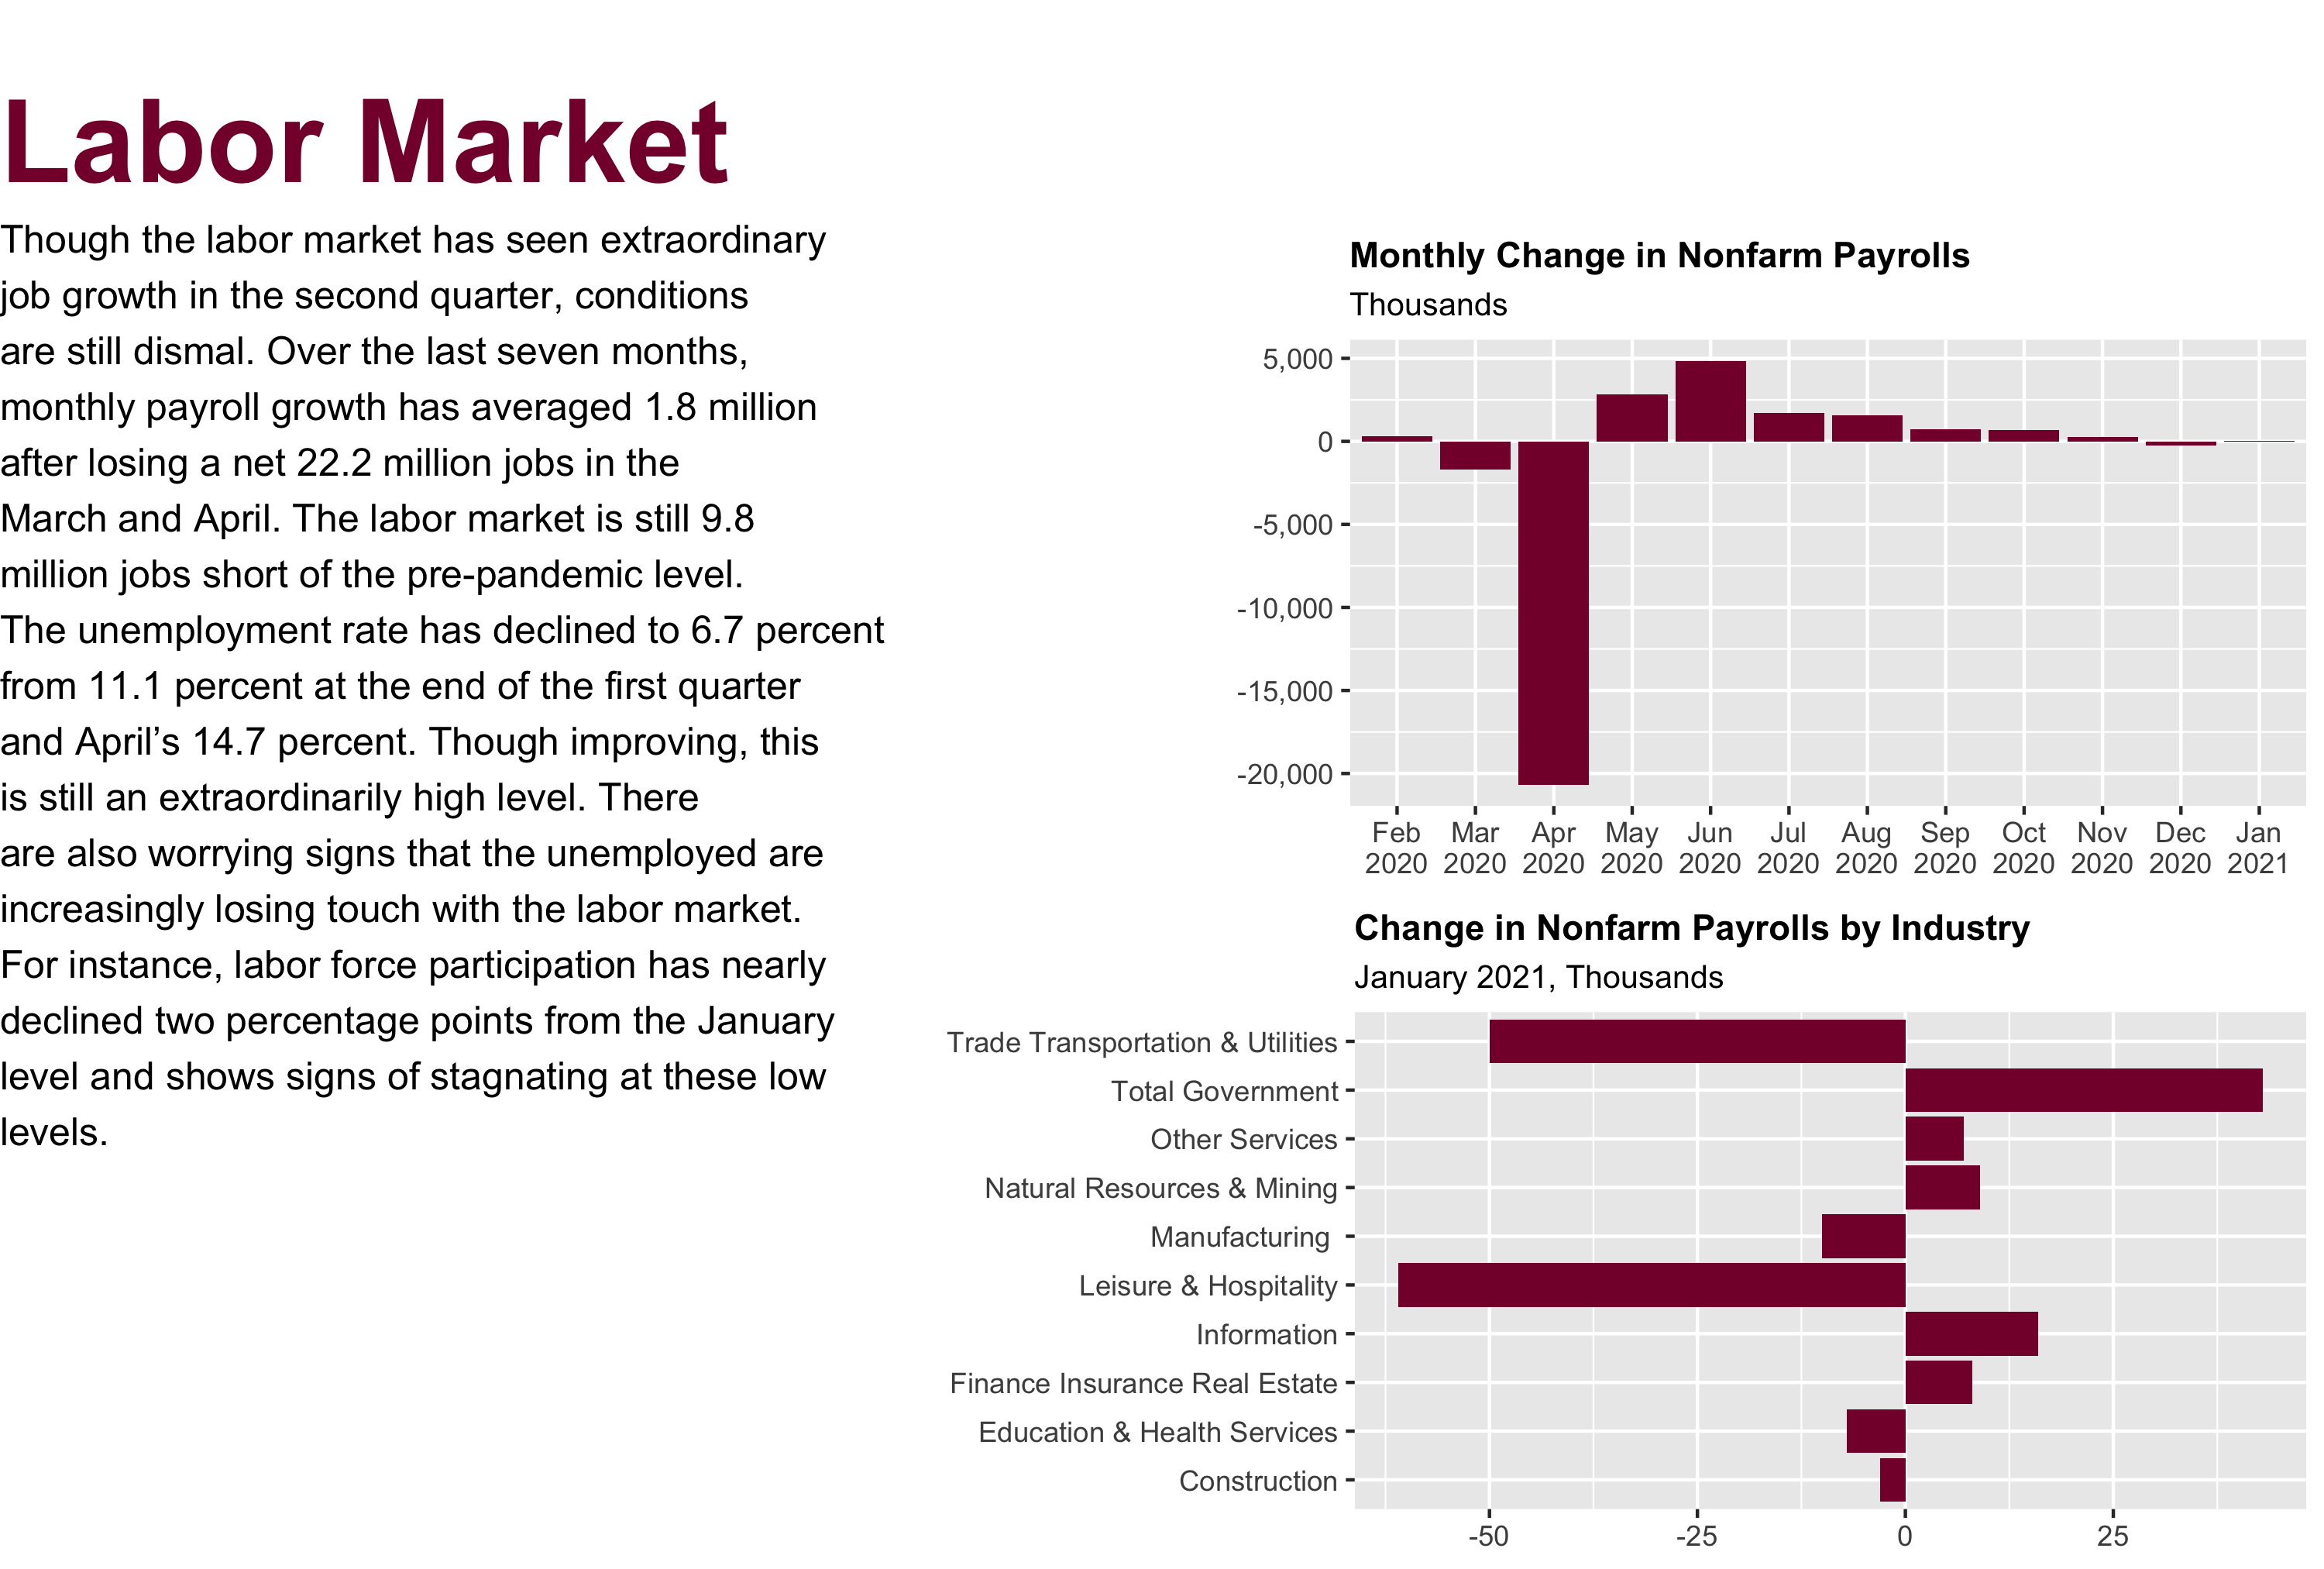 Labor Market
Though the labor market has seen extraordinary
job growth in the second quarter, conditions
are still dismal. Over the last seven months,
monthly payroll growth has averaged 1.8 million
after losing a net 22.2 million jobs in the
March and April. The labor market is still 9.8
million jobs short of the pre-pandemic level.
The unemployment rate has declined to 6.7 percent
from 11.1 percent at the end of the first quarter
and April’s 14.7 percent. Though improving, this
is still an extraordinarily high level. There
are also worrying signs that the unemployed are
increasingly losing touch with the labor market.
For instance, labor force participation has nearly
declined two percentage points from the January
level and shows signs of stagnating at these low
levels.
Monthly Change in Nonfarm Payrolls
Thousands
5,000
0
-5,000
-10,000
-15,000
-20,000
Feb Mar Apr May Jun Jul Aug Sep Oct Nov Dec Jan
2020 2020 2020 2020 2020 2020 2020 2020 2020 2020 2020 2021
Change in Nonfarm Payrolls by Industry
January 2021, Thousands
Trade Transportation & Utilities
Total Government
Other Services
Natural Resources & Mining
Manufacturing
Leisure & Hospitality
Information
Finance Insurance Real Estate
Education & Health Services
Construction
-50 -25 0 25